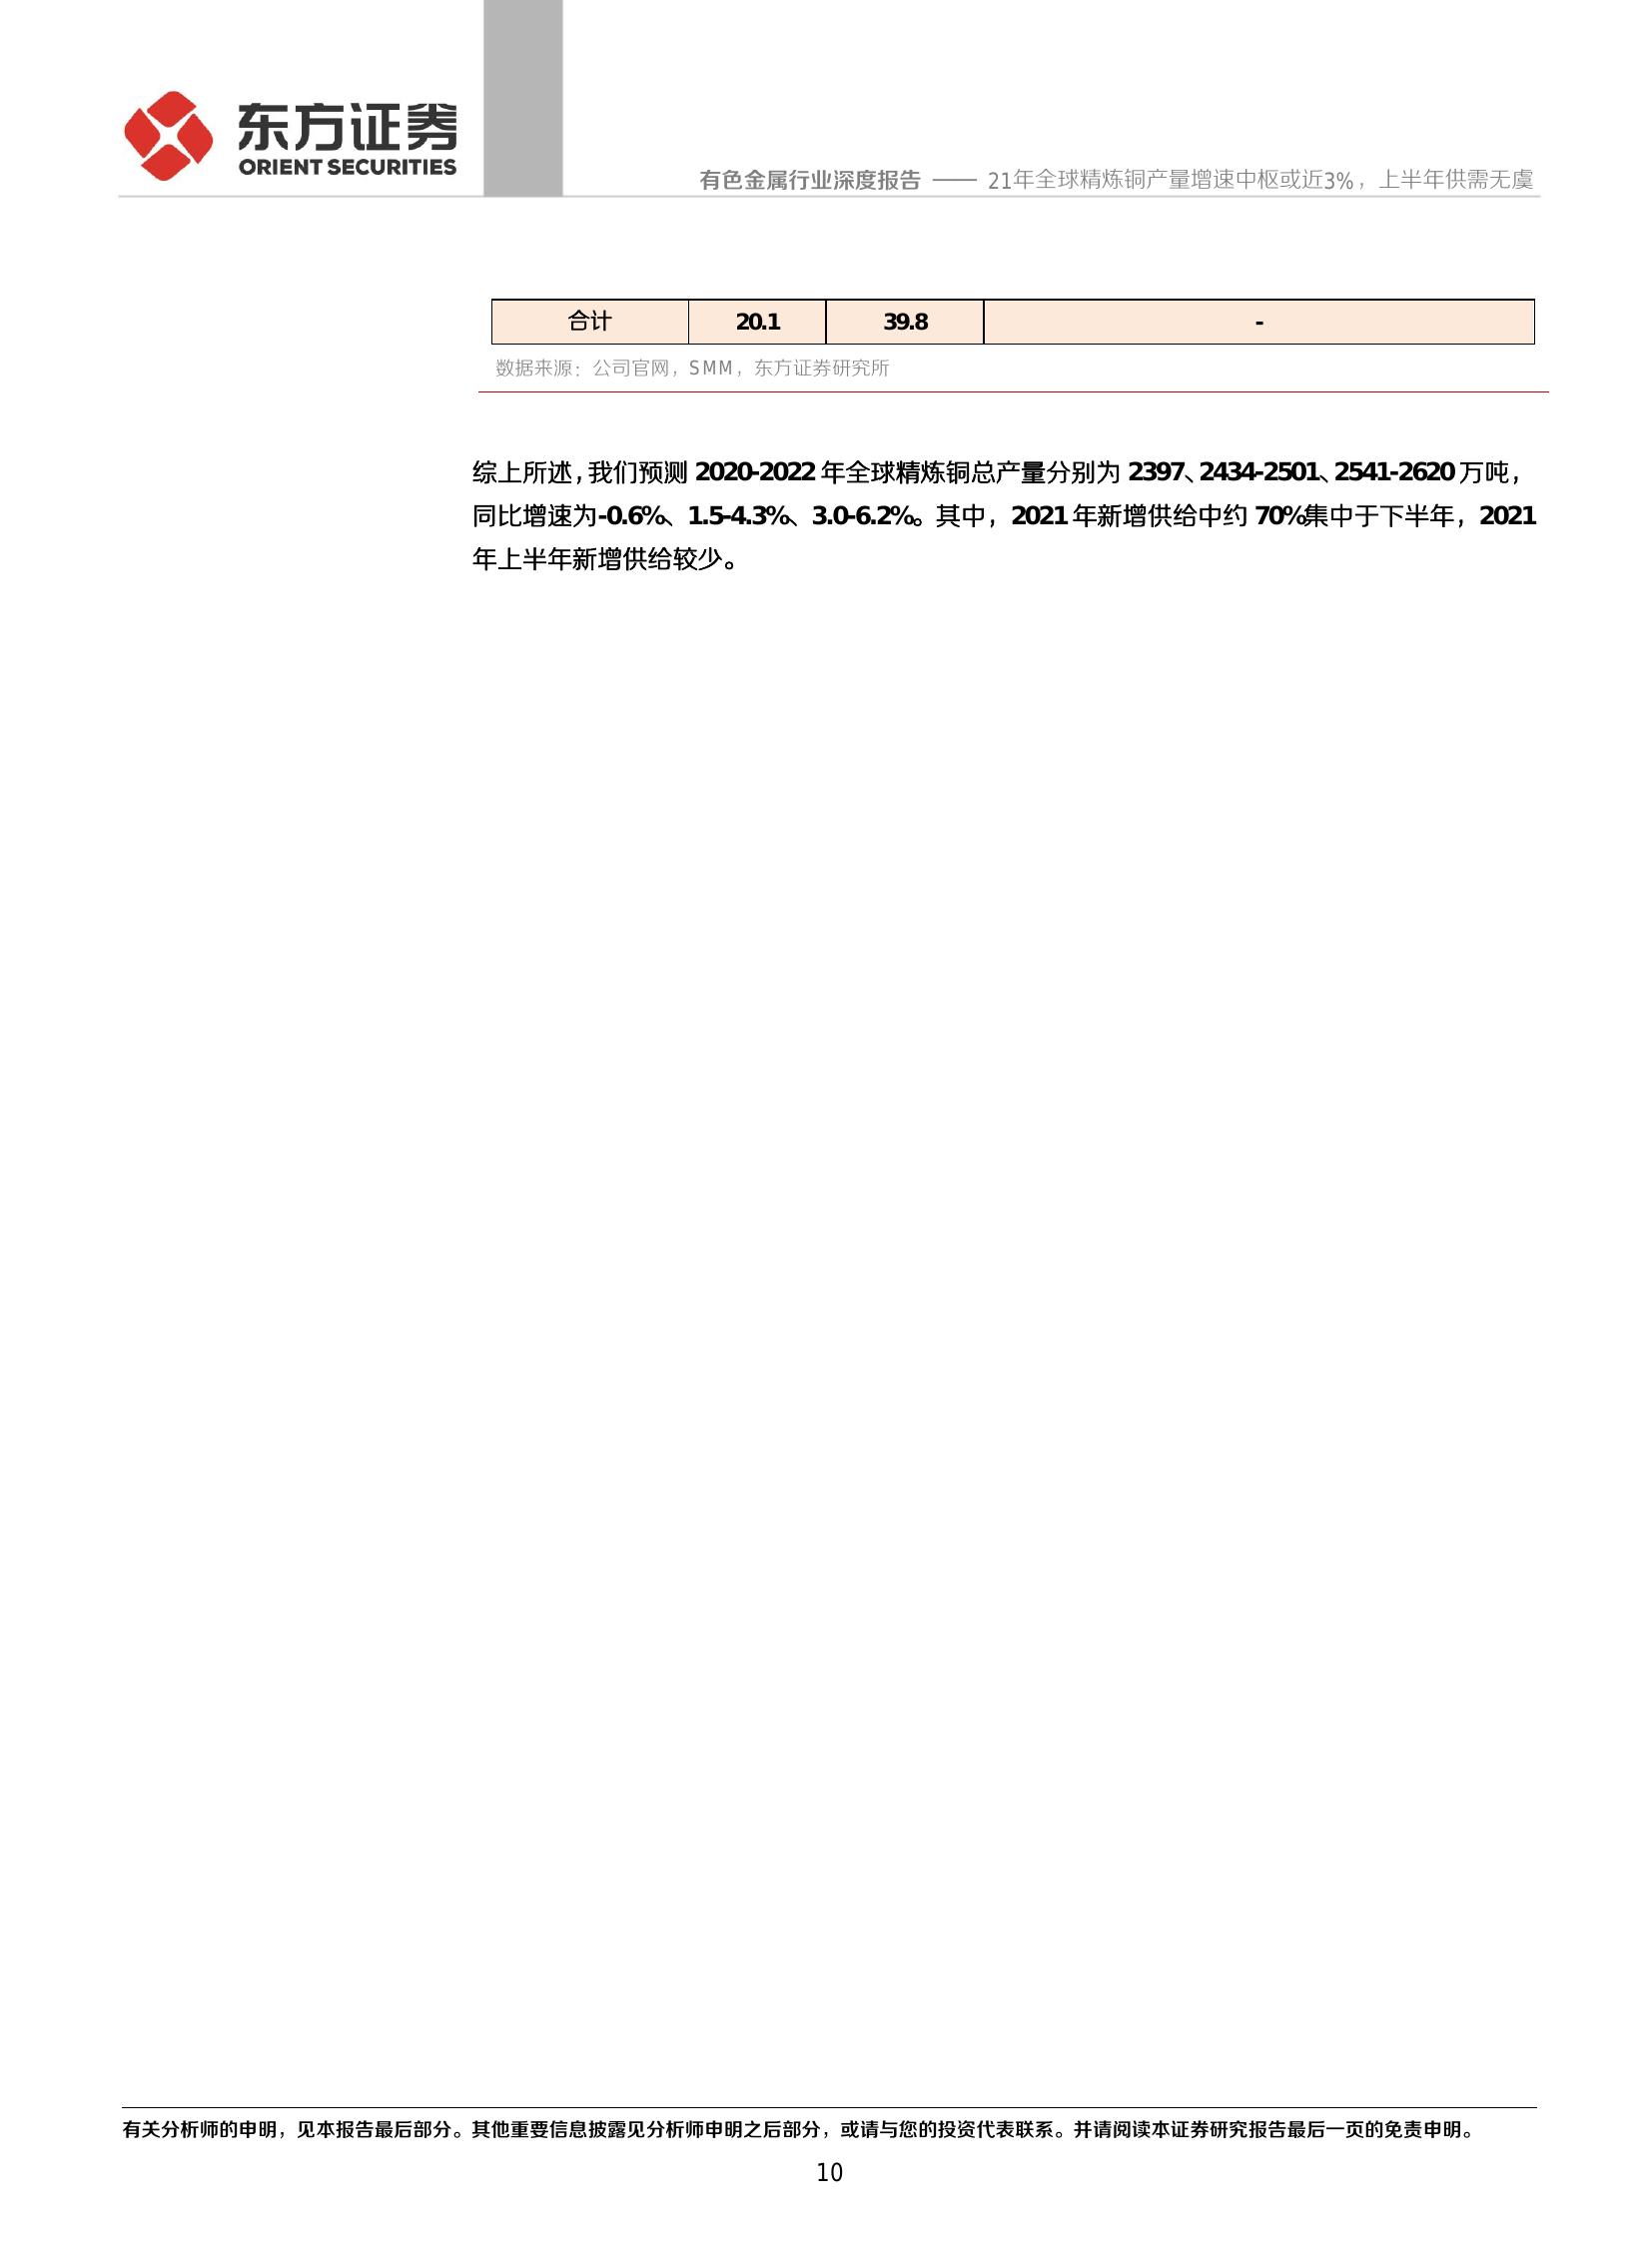 东方证券
ORIENT SECURITIES
有色金属行业深度报告 —— 21年全球精炼铜产量增速中枢或近3%，上半年供需无虞
合计 20.1 39.8 -
数据来源：公司官网，SMM，东方证券研究所
综上所述，我们预测 2020-2022 年全球精炼铜总产量分别为 2397、2434-2501、2541-2620 万吨，
同比增速为-0.6%、1.5-4.3%、3.0-6.2%。其中，2021 年新增供给中约 70%集中于下半年，2021
年上半年新增供给较少。
有关分析师的申明，见本报告最后部分。其他重要信息披露见分析师申明之后部分，或请与您的投资代表联系。并请阅读本证券研究报告最后一页的免责申明。
10